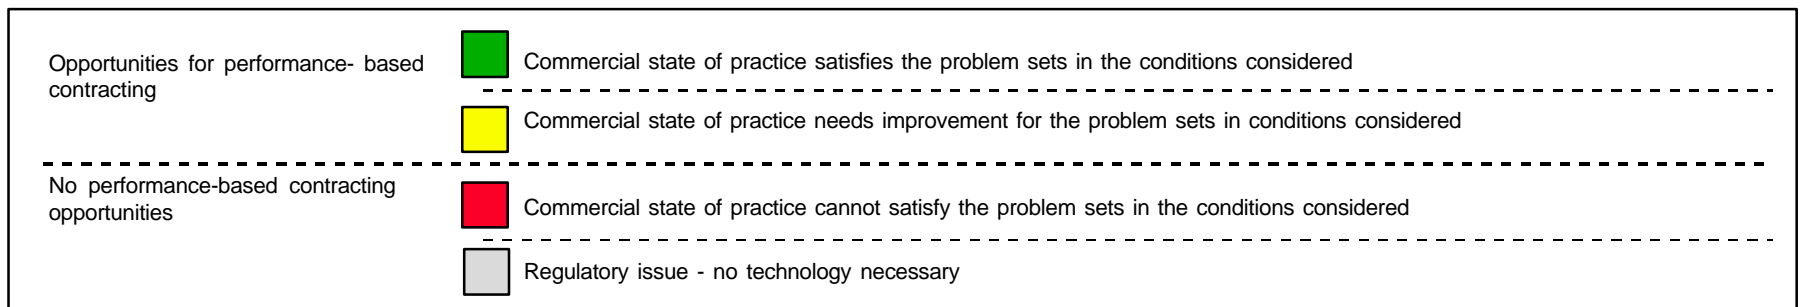 Opportunities for performance- based
contracting
Commercial state of practice satisfies the problem sets in the conditions considered
Commercial state of practice needs improvement for the problem sets in conditions considered
No performance-based contracting
opportunities
Commercial state of practice cannot satisfy the problem sets in the conditions considered
Regulatory issue - no technology necessary